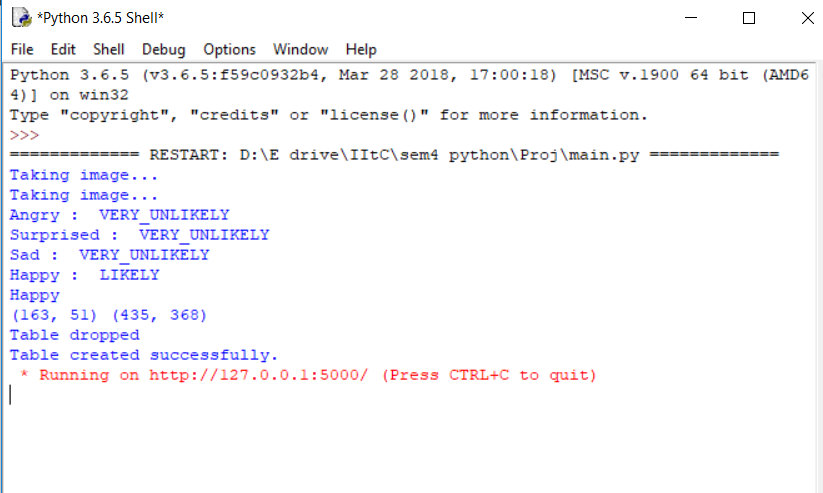 *Python 3.6.5 Shell*
File Edit Shell Debug Options Window Help
Python 3.6.5 (v3.6.5:f59c0932b4, Mar 28 2018, 17:00:18) [MSC v.1900 64 bit (AMD6
4)] on win32
Type "copyright", "credits" or "license()" for more information.
>>>
============= RESTART: D:\E drive\IItC\sem4 python\Proj\main.py =============
Taking image...
Taking image...
Angry :  VERY_UNLIKELY
Surprised :  VERY_UNLIKELY
Sad :  VERY_UNLIKELY
Happy :  LIKELY
Happy
(163, 51) (435, 368)
Table dropped
Table created successfully.
 * Running on http://127.0.0.1:5000/ (Press CTRL+C to quit)